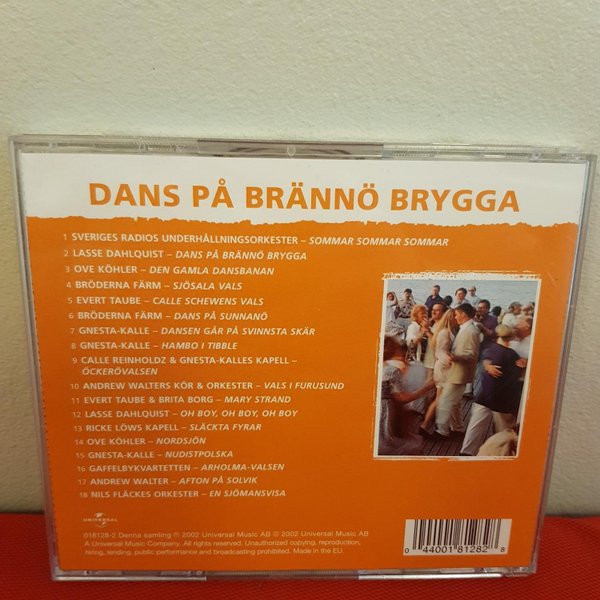 DANS PÅ BRÄNNÖ BRYGGA
1 SVERIGES RADIOS UNDERHÅLLNINGSORKESTER – SOMMAR SOMMAR SOMMAR
2 LASSE DAHLQUIST – DANS PÅ BRÄNNÖ BRYGGA
3 OVE KÖHLER – DEN GAMLA DANSBANAN
4 BRÖDERNA FÄRM – SJÖSALA VALS
5 EVERT TAUBE – CALLE SCHEWENS VALS
6 BRÖDERNA FÄRM – DANS PÅ SUNNANÖ
7 GNESTA-KALLE – DANSEN GÅR PÅ SVINNSTA SKÄR
8 GNESTA-KALLE – HAMBO I TIBBLE
9 CALLE REINHOLDZ & GNESTA-KALLES KAPELL –
ÖCKERÖVALSEN
10 ANDREW WALTERS KÖR & ORKESTER – VALS I FURUSUND
11 EVERT TAUBE & BRITA BORG – MARY STRAND
12 LASSE DAHLQUIST – OH BOY, OH BOY, OH BOY
13 RICKE LÖWS KAPELL – SLÄCKTA FYRAR
14 OVE KÖHLER – NORDSJÖN
15 GNESTA-KALLE – NUDISTPOLSKA
16 GAFFELBYKVARTETTEN – ARHOLMA-VALSEN
17 ANDREW WALTER – AFTON PÅ SOLVIK
18 NILS FLÄCKES ORKESTER – EN SJÖMANSVISA
UNIVERSAL
018128-2 Denna samling ℗ 2002 Universal Music AB © 2002 Universal Music AB
A Universal Music Company. All rights reserved. Unauthorized copying, reproduction,
hiring, lending, public performance and broadcasting prohibited. Made in the EU.
0 44001 81282 8